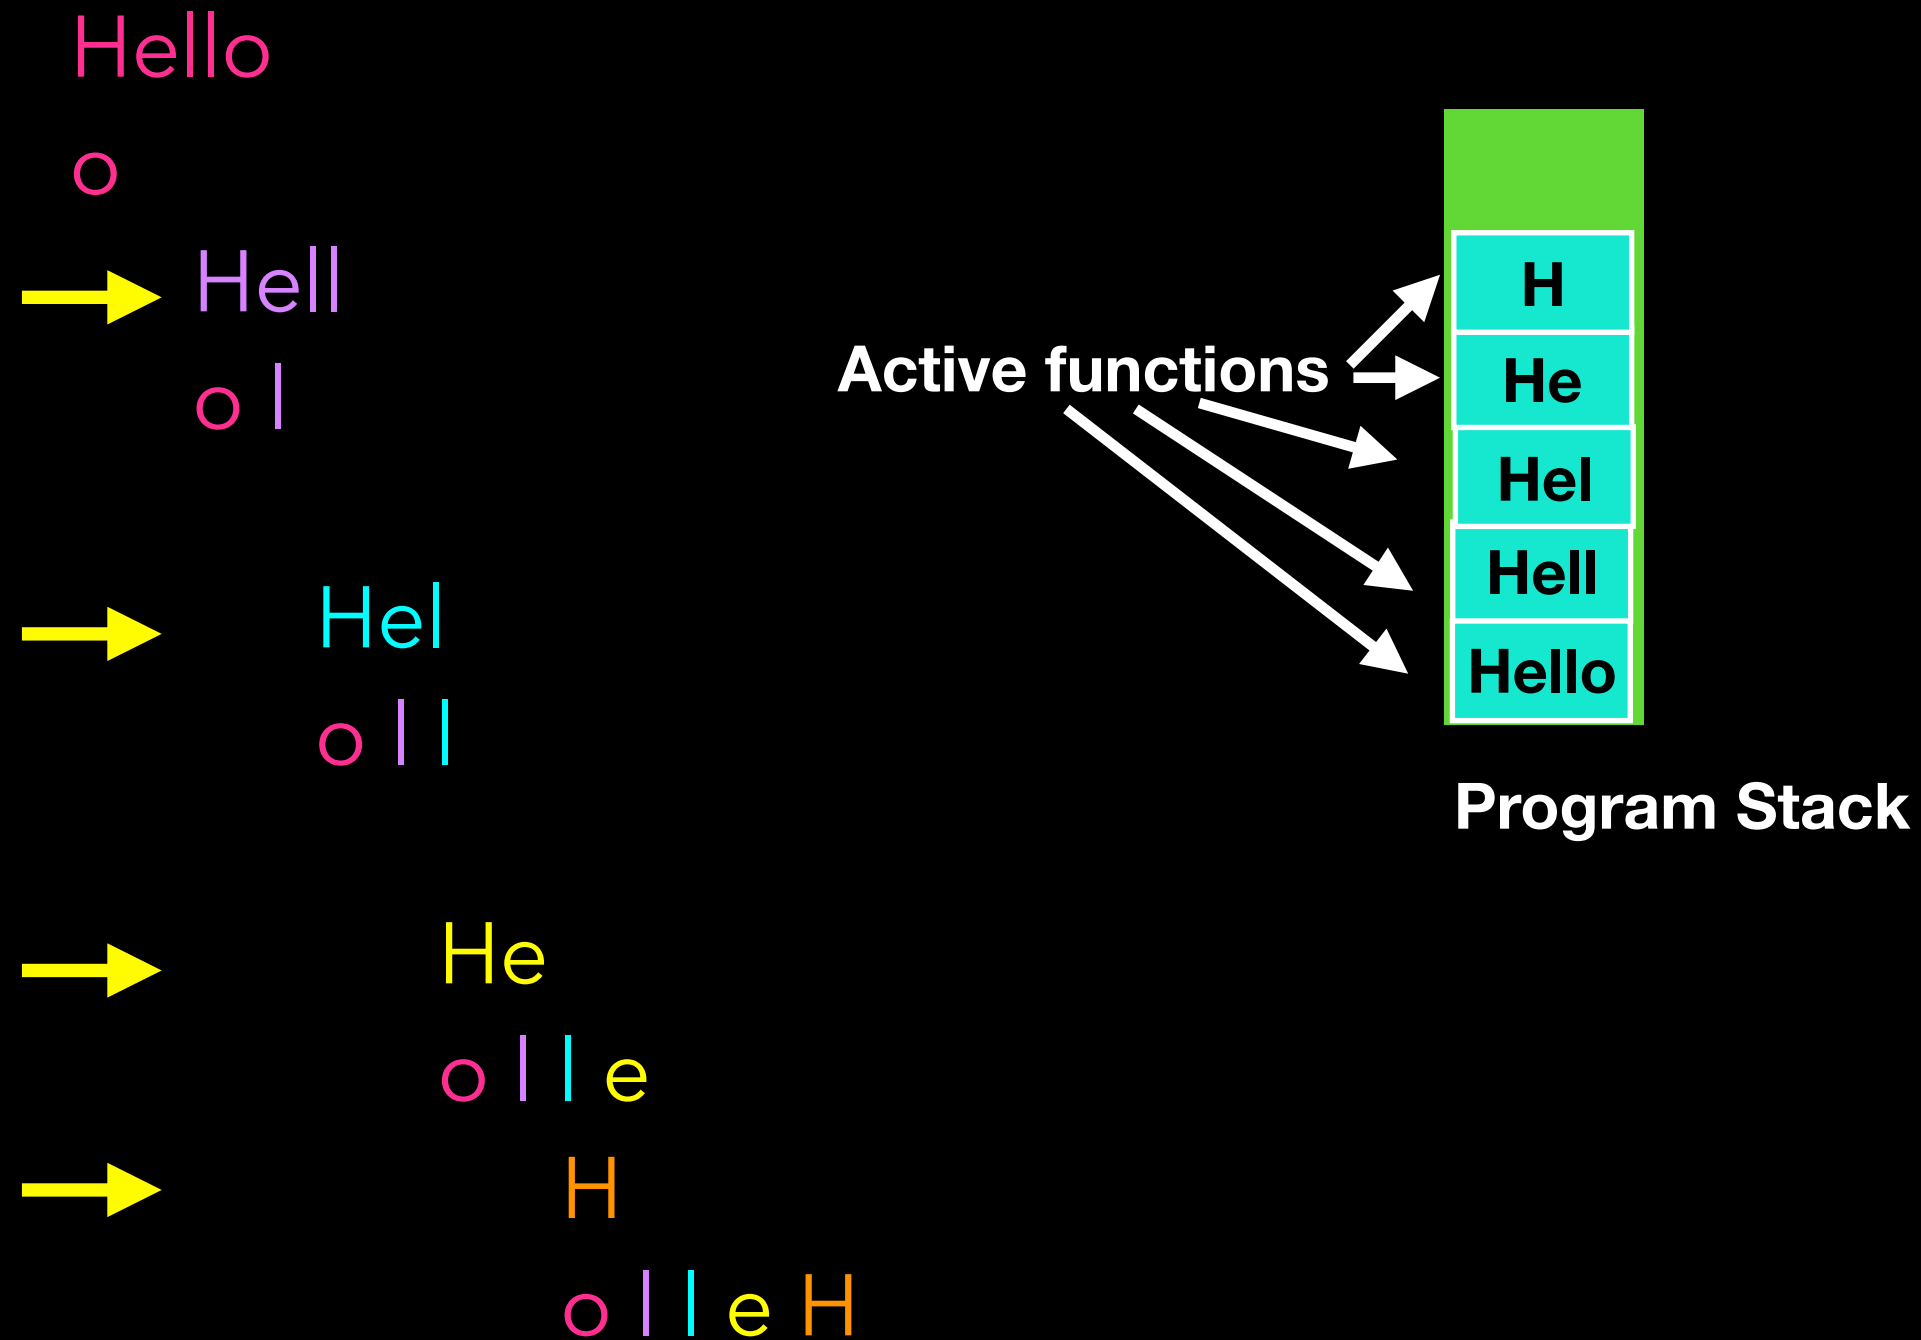 Hello
o
Hell
o l
Hel
o l l
He
o l l e
H
o l l e H
Active functions
H
He
Hel
Hell
Hello
Program Stack